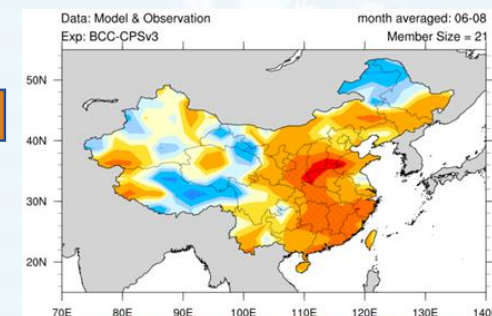 Data: Model & Observation month averaged: 06-08
Exp: BCC-CPSv3 Member Size = 21
50N
40N
30N
20N
70E 80E 90E 100E 110E 120E 130E 140